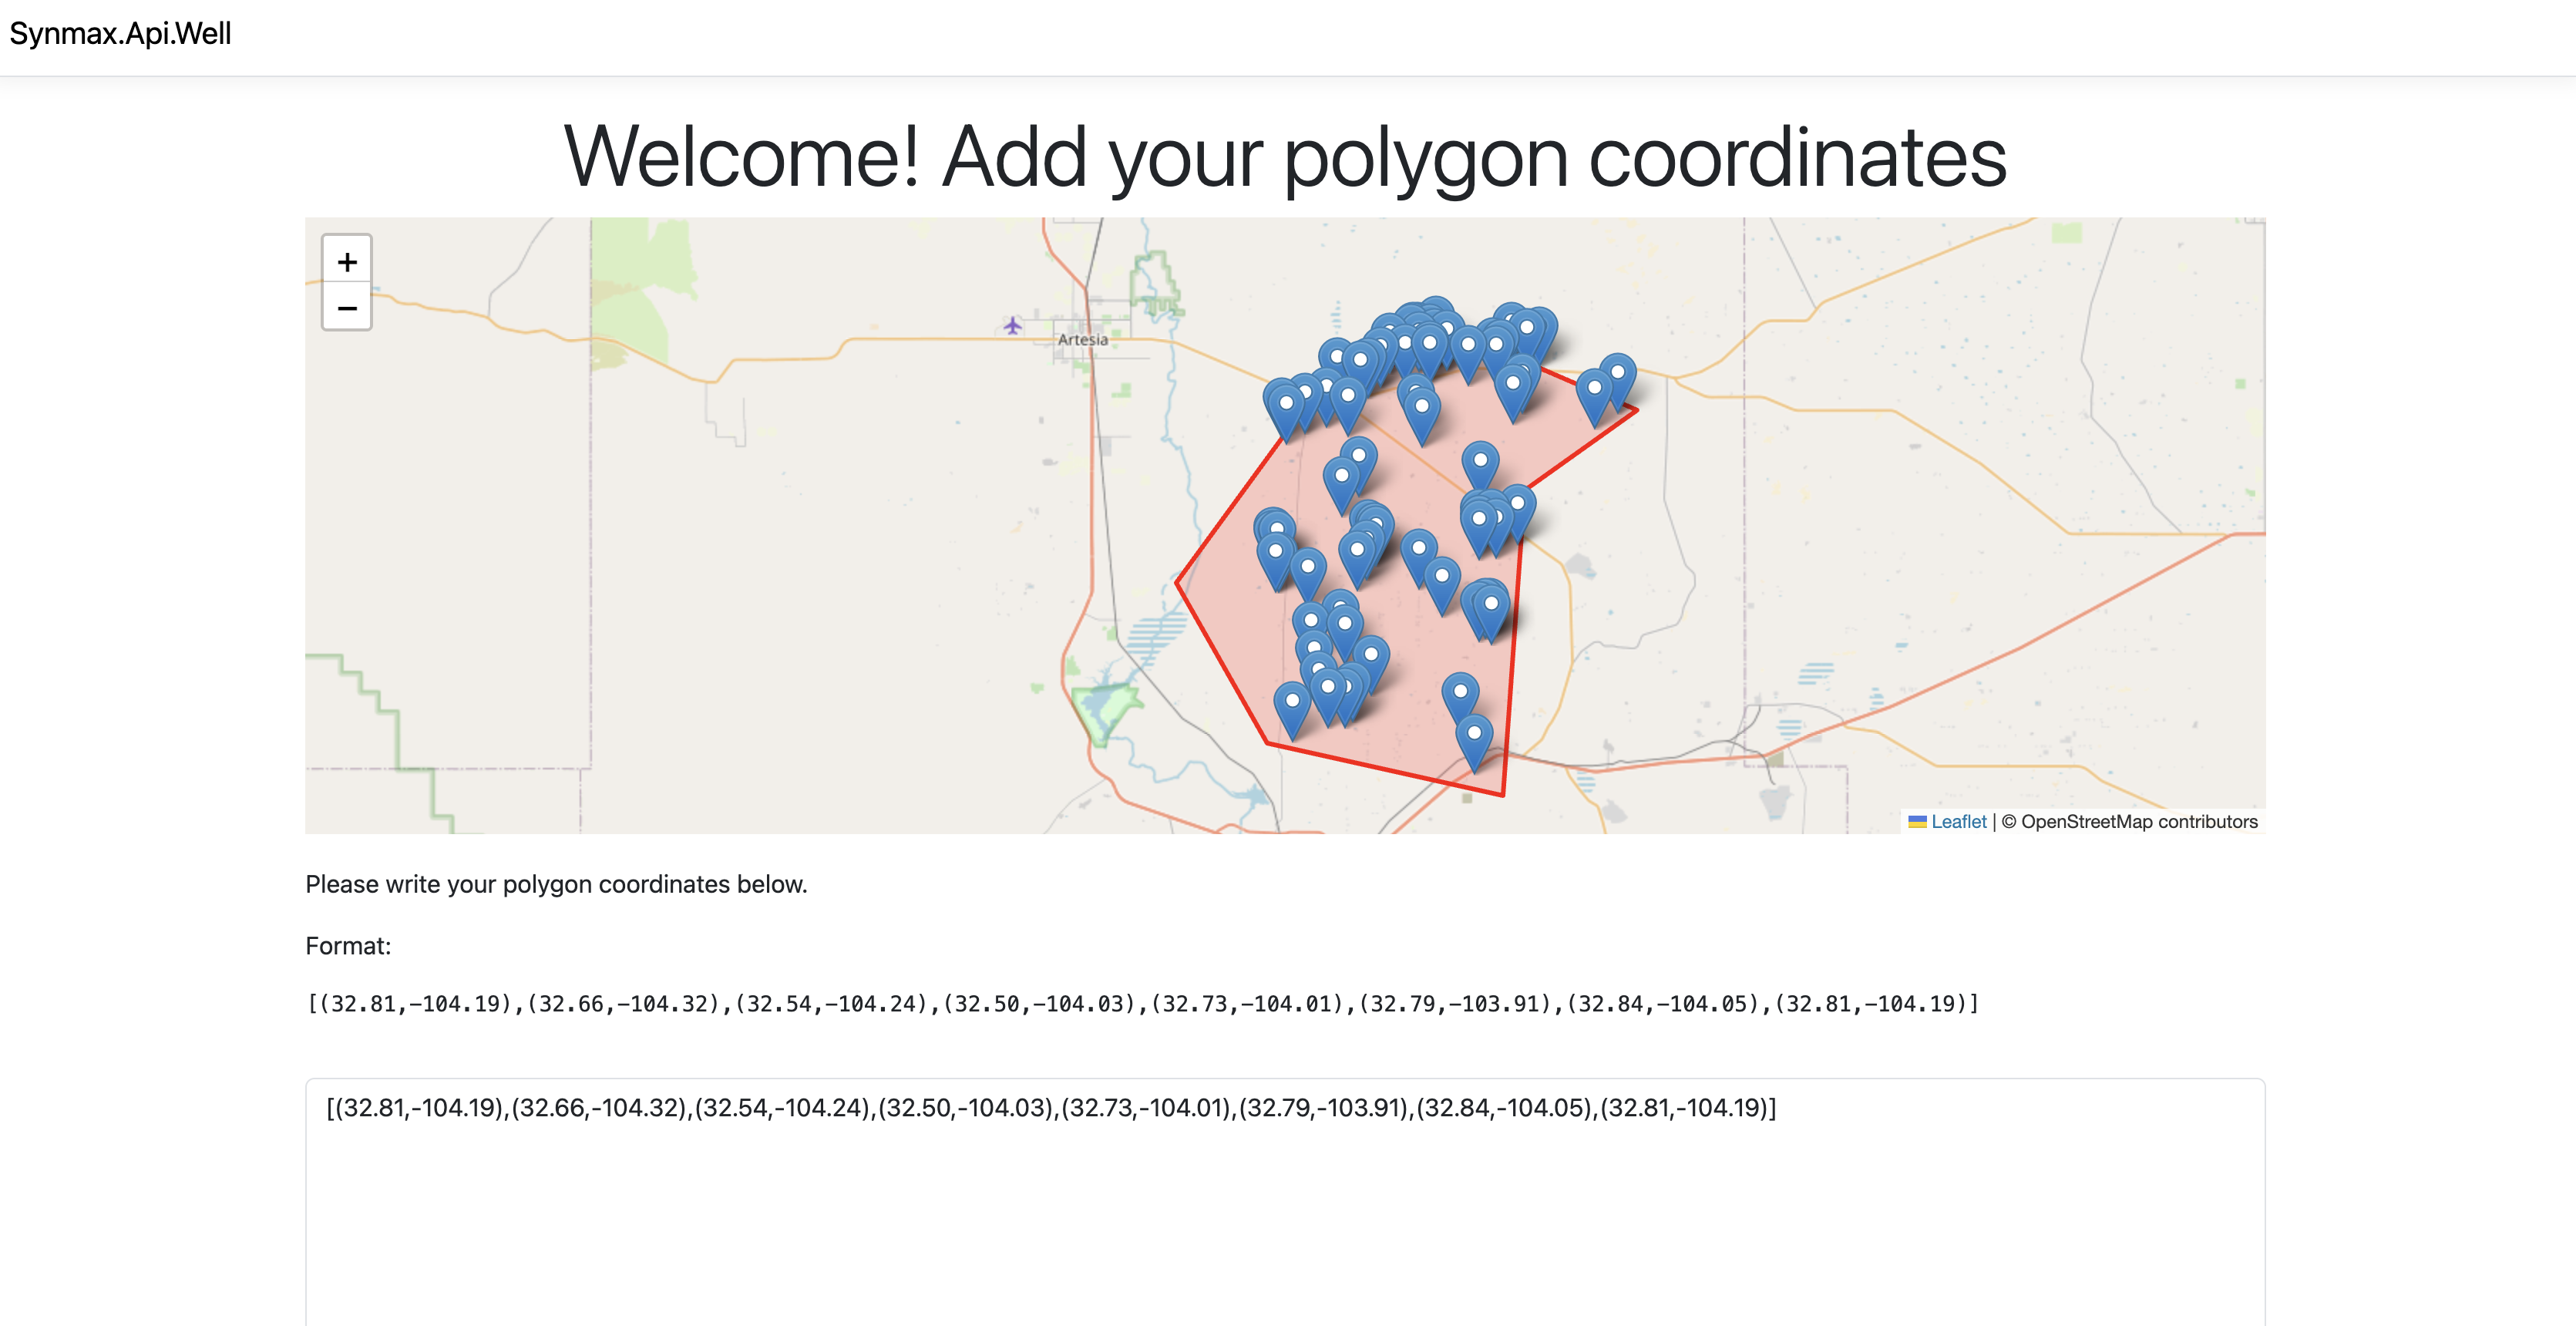 Synmax.Api.Well
Welcome! Add your polygon coordinates
+
−
Artesia
Leaflet | © OpenStreetMap contributors
Please write your polygon coordinates below.
Format:
[(32.81,−104.19),(32.66,−104.32),(32.54,−104.24),(32.50,−104.03),(32.73,−104.01),(32.79,−103.91),(32.84,−104.05),(32.81,−104.19)]
[(32.81,-104.19),(32.66,-104.32),(32.54,-104.24),(32.50,-104.03),(32.73,-104.01),(32.79,-103.91),(32.84,-104.05),(32.81,-104.19)]